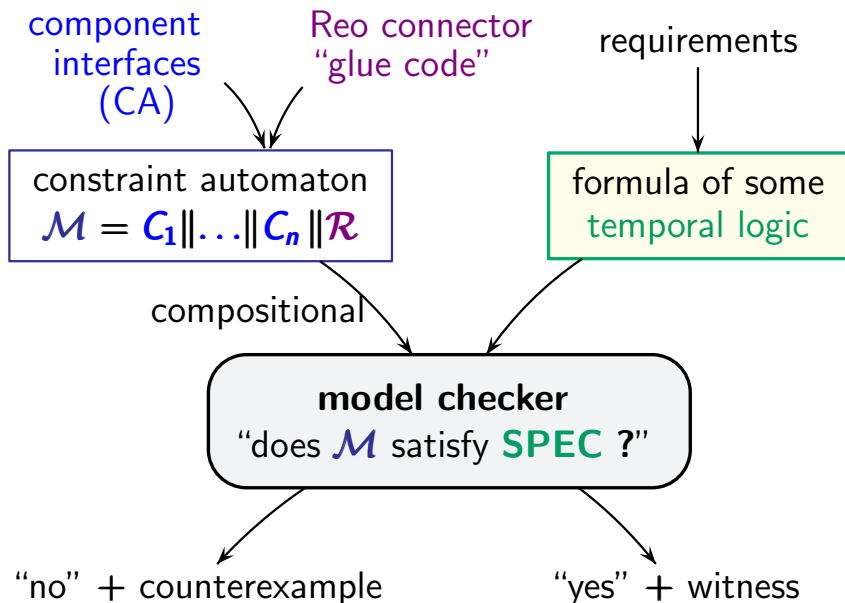 component
interfaces
(CA)
Reo connector
“glue code”
requirements
constraint automaton
ℳ = C₁‖…‖Cₙ‖ℛ
formula of some
temporal logic
compositional
model checker
“does ℳ satisfy SPEC ?”
“no” + counterexample
“yes” + witness